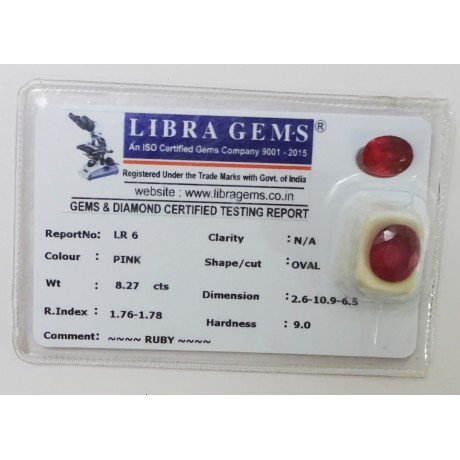 LIBRA GEMS®
An ISO Certified Gems Company 9001 - 2015
Registered Under the Trade Marks with Govt. of India
website : www.libragems.co.in
GEMS & DIAMOND CERTIFIED TESTING REPORT
ReportNo: LR 6 Clarity : N/A
Colour : PINK Shape/cut : OVAL
Wt : 8.27 cts Dimension : 2.6-10.9-6.5
R.Index : 1.76-1.78 Hardness : 9.0
Comment: ~~~~ RUBY ~~~~